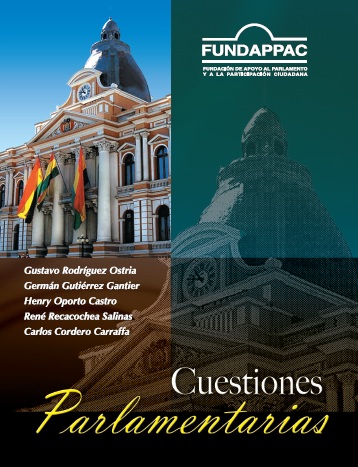 FUNDAPPAC
FUNDACIÓN DE APOYO AL PARLAMENTO
Y A LA PARTICIPACIÓN CIUDADANA
Gustavo Rodríguez Ostria
Germán Gutiérrez Gantier
Henry Oporto Castro
René Recacochea Salinas
Carlos Cordero Carraffa
Cuestiones
Parlamentarias